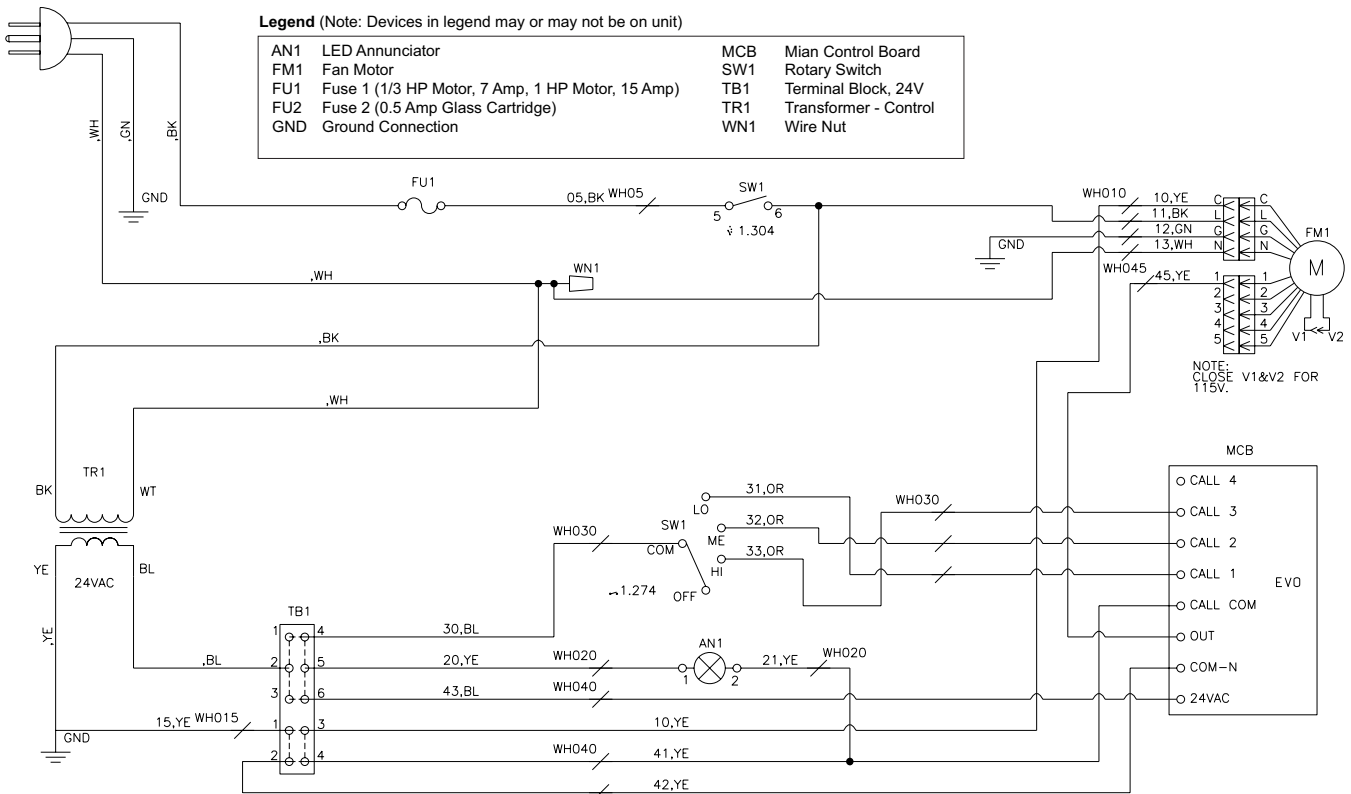 Legend (Note: Devices in legend may or may not be on unit)
AN1 LED Annunciator
FM1 Fan Motor
FU1 Fuse 1 (1/3 HP Motor, 7 Amp, 1 HP Motor, 15 Amp)
FU2 Fuse 2 (0.5 Amp Glass Cartridge)
GND Ground Connection
MCB Mian Control Board
SW1 Rotary Switch
TB1 Terminal Block, 24V
TR1 Transformer - Control
WN1 Wire Nut
,WH
,GN
,BK
GND
FU1
05,BK WH05
SW1
5 6
1.304
WH010
10,YE C C
11,BK L L
12,GN G G
13,WH N N
GND
FM1
M
WH045
45,YE 1 1
2 2
3 3
4 4
5 5
V1 V2
NOTE:
CLOSE V1&V2 FOR
115V.
,WH
WN1
,BK
,WH
TR1
BK WT
YE BL
24VAC
,YE
,BL
GND
15,YE WH015
TB1
1 4
2 5
3 6
1 3
2 4
30,BL
20,YE
43,BL
10,YE
41,YE
42,YE
WH030
WH020
WH040
WH040
SW1
COM
LO
ME
HI
OFF
1.274
31,OR
32,OR
33,OR
WH030
AN1
1 2
21,YE
WH020
MCB
CALL 4
CALL 3
CALL 2
CALL 1
CALL COM
OUT
COM-N
24VAC
EVO